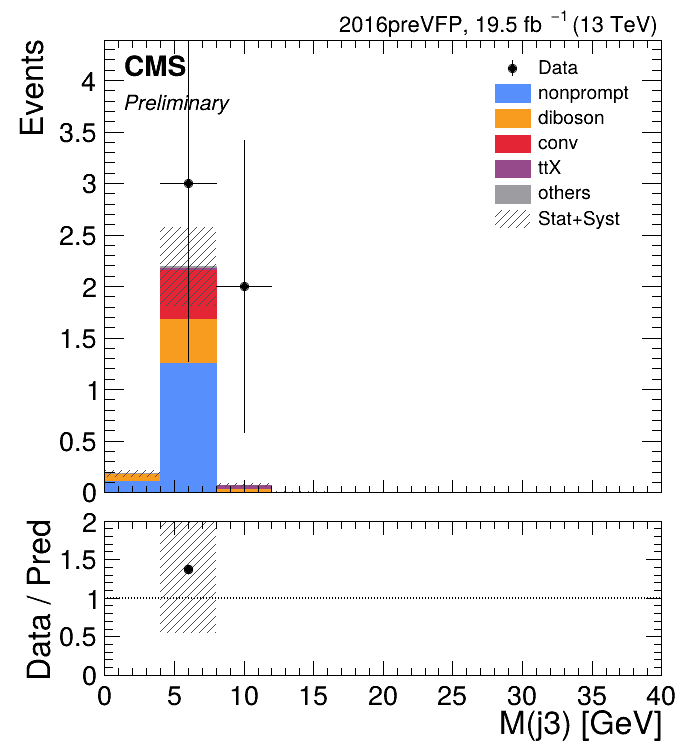 2016preVFP, 19.5 fb⁻¹ (13 TeV)
CMS
Preliminary
Events
4
3.5
3
2.5
2
1.5
1
0.5
0
Data
nonprompt
diboson
conv
ttX
others
Stat+Syst
Data / Pred
2
1.5
1
0.5
0
0 5 10 15 20 25 30 35 40
M(j3) [GeV]